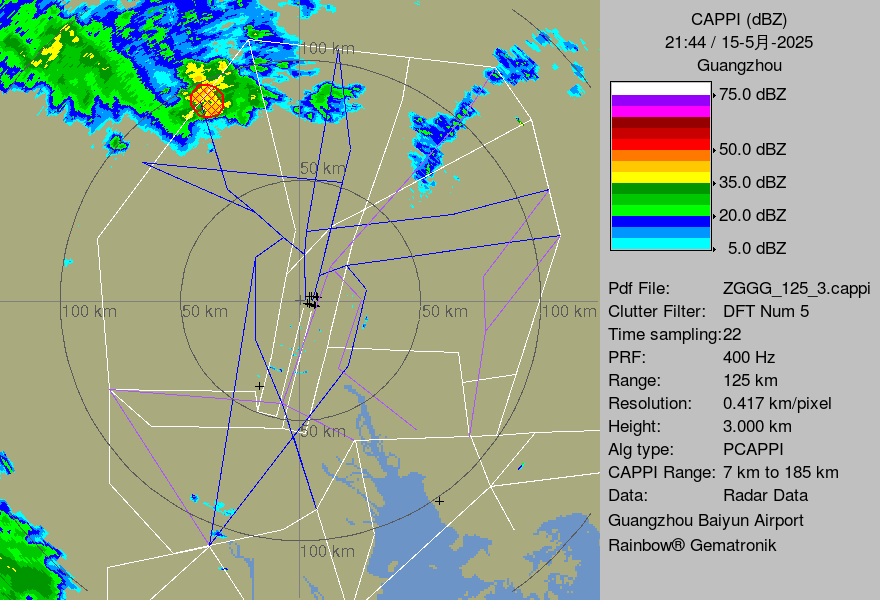 CAPPI (dBZ)
21:44 / 15-5月-2025
Guangzhou
75.0 dBZ
50.0 dBZ
35.0 dBZ
20.0 dBZ
5.0 dBZ
Pdf File: ZGGG_125_3.cappi
Clutter Filter: DFT Num 5
Time sampling:22
PRF: 400 Hz
Range: 125 km
Resolution: 0.417 km/pixel
Height: 3.000 km
Alg type: PCAPPI
CAPPI Range: 7 km to 185 km
Data: Radar Data
Guangzhou Baiyun Airport
Rainbow® Gematronik
100 km
50 km
100 km
50 km
50 km
100 km
50 km
100 km